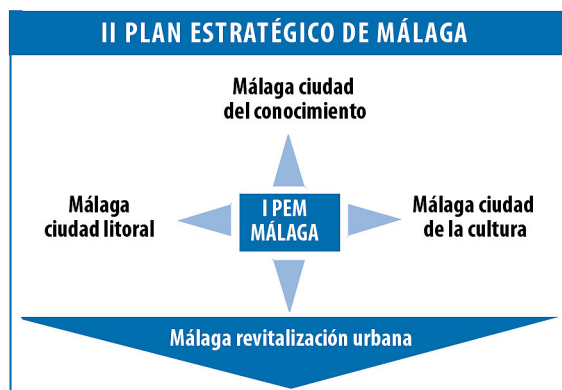 II PLAN ESTRATÉGICO DE MÁLAGA
Málaga ciudad
del conocimiento
Málaga
ciudad litoral
I PEM
MÁLAGA
Málaga ciudad
de la cultura
Málaga revitalización urbana